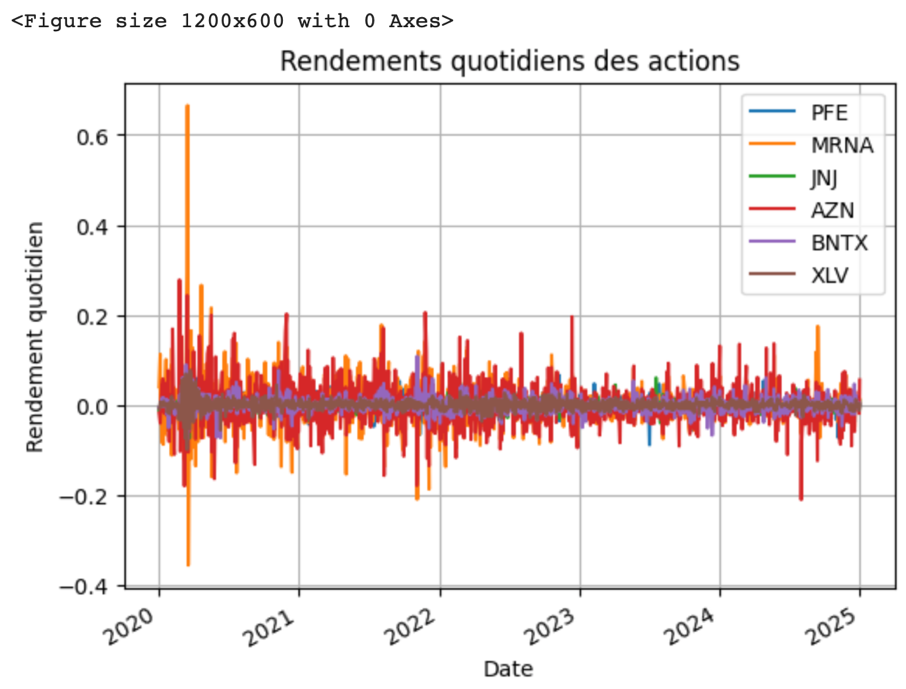 <Figure size 1200x600 with 0 Axes>
Rendements quotidiens des actions
PFE
MRNA
JNJ
AZN
BNTX
XLV
Rendement quotidien
0.6
0.4
0.2
0.0
−0.2
−0.4
2020
2021
2022
2023
2024
2025
Date